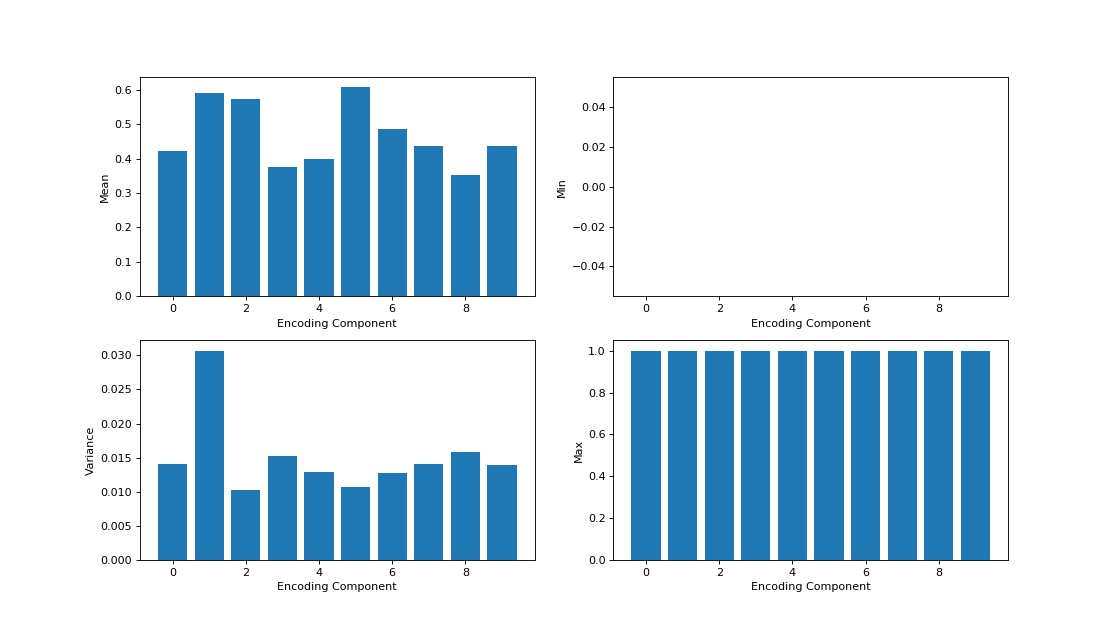 0.6
0.5
0.4
0.3
0.2
0.1
0.0
Mean
0 2 4 6 8
Encoding Component
0.04
0.02
0.00
−0.02
−0.04
Min
0 2 4 6 8
Encoding Component
0.030
0.025
0.020
0.015
0.010
0.005
0.000
Variance
0 2 4 6 8
Encoding Component
1.0
0.8
0.6
0.4
0.2
0.0
Max
0 2 4 6 8
Encoding Component